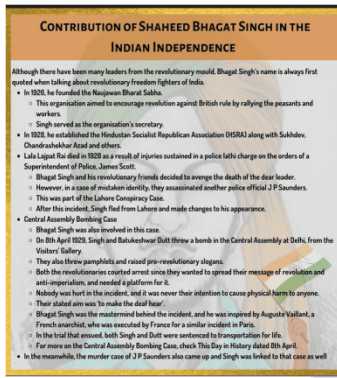 CONTRIBUTION OF SHAHEED BHAGAT SINGH IN THE
INDIAN INDEPENDENCE
Although there have been many leaders from the revolutionary mould, Bhagat Singh's name is always first
quoted when talking about revolutionary freedom fighters of India.
• In 1926, he founded the Naujawan Bharat Sabha.
○ This organisation aimed to encourage revolution against British rule by rallying the peasants and
workers.
○ Singh served as the organisation's secretary.
• In 1928, he established the Hindustan Socialist Republican Association (HSRA) along with Sukhdev,
Chandrashekhar Azad and others.
• Lala Lajpat Rai died in 1928 as a result of injuries sustained in a police lathi charge on the orders of a
Superintendent of Police, James Scott.
○ Bhagat Singh and his revolutionary friends decided to avenge the death of the dear leader.
○ However, in a case of mistaken identity, they assassinated another police official J P Saunders.
○ This was part of the Lahore Conspiracy Case.
○ After this incident, Singh fled from Lahore and made changes to his appearance.
• Central Assembly Bombing Case
○ Bhagat Singh was also involved in this case.
○ On 8th April 1929, Singh and Batukeshwar Dutt threw a bomb in the Central Assembly at Delhi, from the
Visitors' Gallery.
○ They also threw pamphlets and raised pro-revolutionary slogans.
○ Both the revolutionaries courted arrest since they wanted to spread their message of revolution and
anti-imperialism, and needed a platform for it.
○ Nobody was hurt in the incident, and it was never their intention to cause physical harm to anyone.
○ Their stated aim was 'to make the deaf hear'.
○ Bhagat Singh was the mastermind behind the incident, and he was inspired by Auguste Vaillant, a
French anarchist, who was executed by France for a similar incident in Paris.
○ In the trial that ensued, both Singh and Dutt were sentenced to transportation for life.
○ For more on the Central Assembly Bombing Case, check This Day in History dated 8th April.
• In the meanwhile, the murder case of J P Saunders also came up and Singh was linked to that case as well